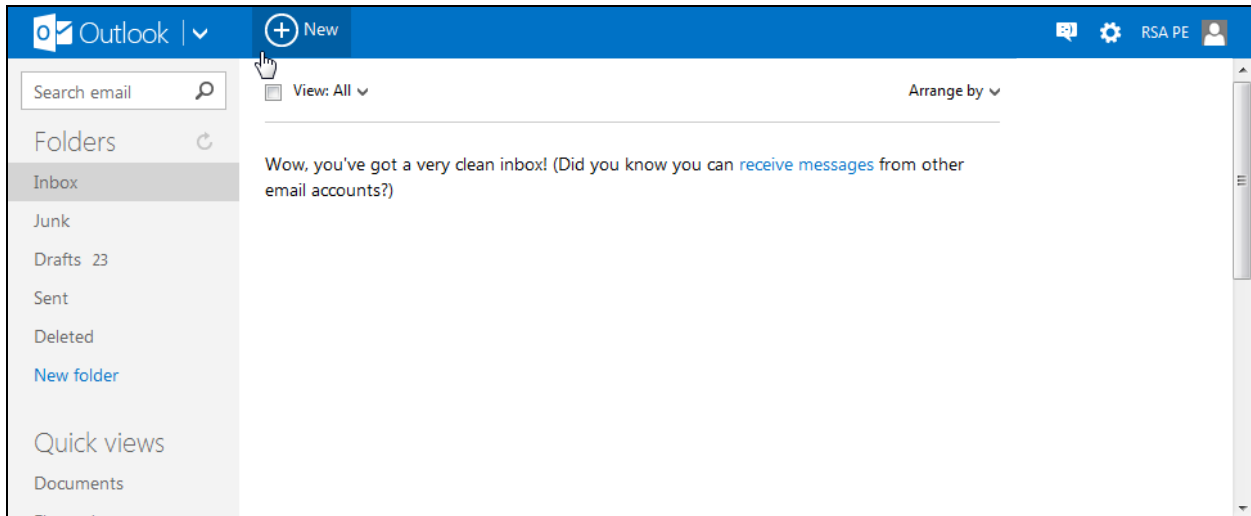 Outlook
New
RSA PE
Search email
View: All
Arrange by
Folders
Wow, you've got a very clean inbox! (Did you know you can receive messages from other
email accounts?)
Inbox
Junk
Drafts 23
Sent
Deleted
New folder
Quick views
Documents